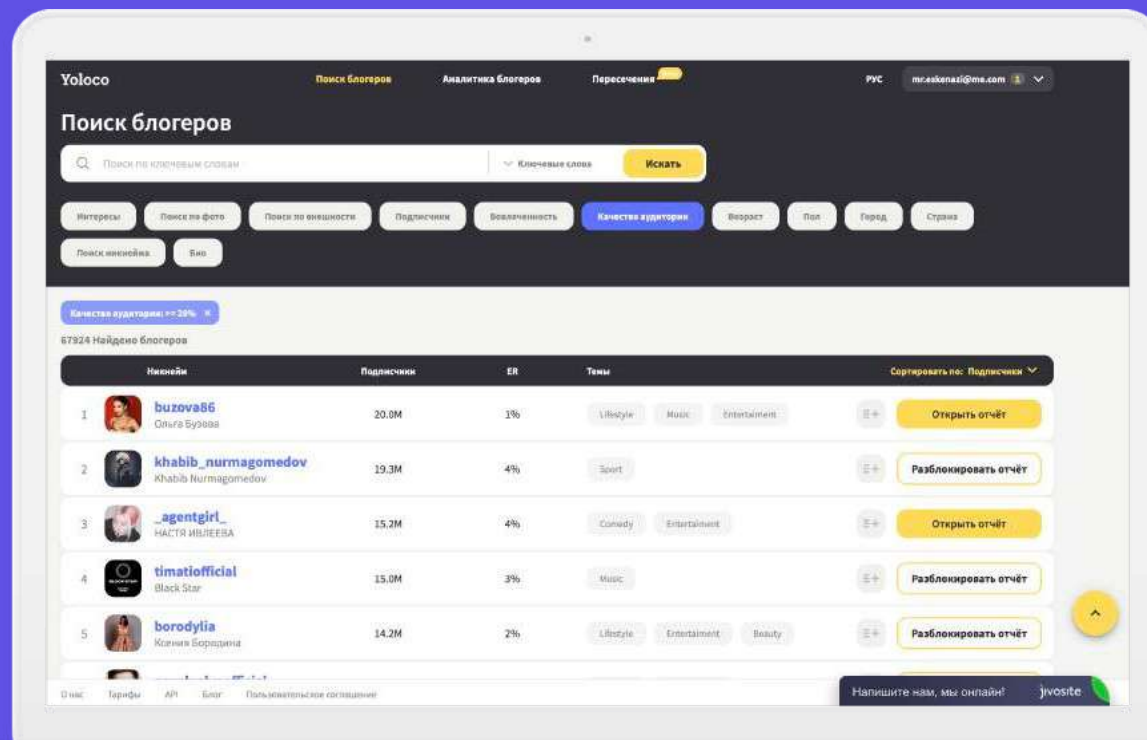 Yoloco Поиск блогеров Аналитика блогеров Пересечения РУС mr.eskenazi@me.com 1
Поиск блогеров
Поиск по ключевым словам Ключевые слова Искать
Интересы Поиск по фото Поиск по внешности Подписчики Вовлеченность Качество аудитории Возраст Пол Город Страна
Поиск никнейма Био
Качество аудитории: >= 20% ×
67924 Найдено блогеров
Никнейм Подписчики ER Темы Сортировать по: Подписчики
1 buzova86 20.0M 1% Lifestyle Music Entertaiment Открыть отчёт
Ольга Бузова
2 khabib_nurmagomedov 19.3M 4% Sport Разблокировать отчёт
Khabib Nurmagomedov
3 _agentgirl_ 15.2M 4% Comedy Entertaiment Открыть отчёт
НАСТЯ ИВЛЕЕВА
4 timatiofficial 15.0M 3% Music Разблокировать отчёт
Black Star
5 borodylia 14.2M 2% Lifestyle Entertaiment Beauty Разблокировать отчёт
Ксения Бородина
О нас Тарифы API Блог Пользовательское соглашение
Напишите нам, мы онлайн! jivosite